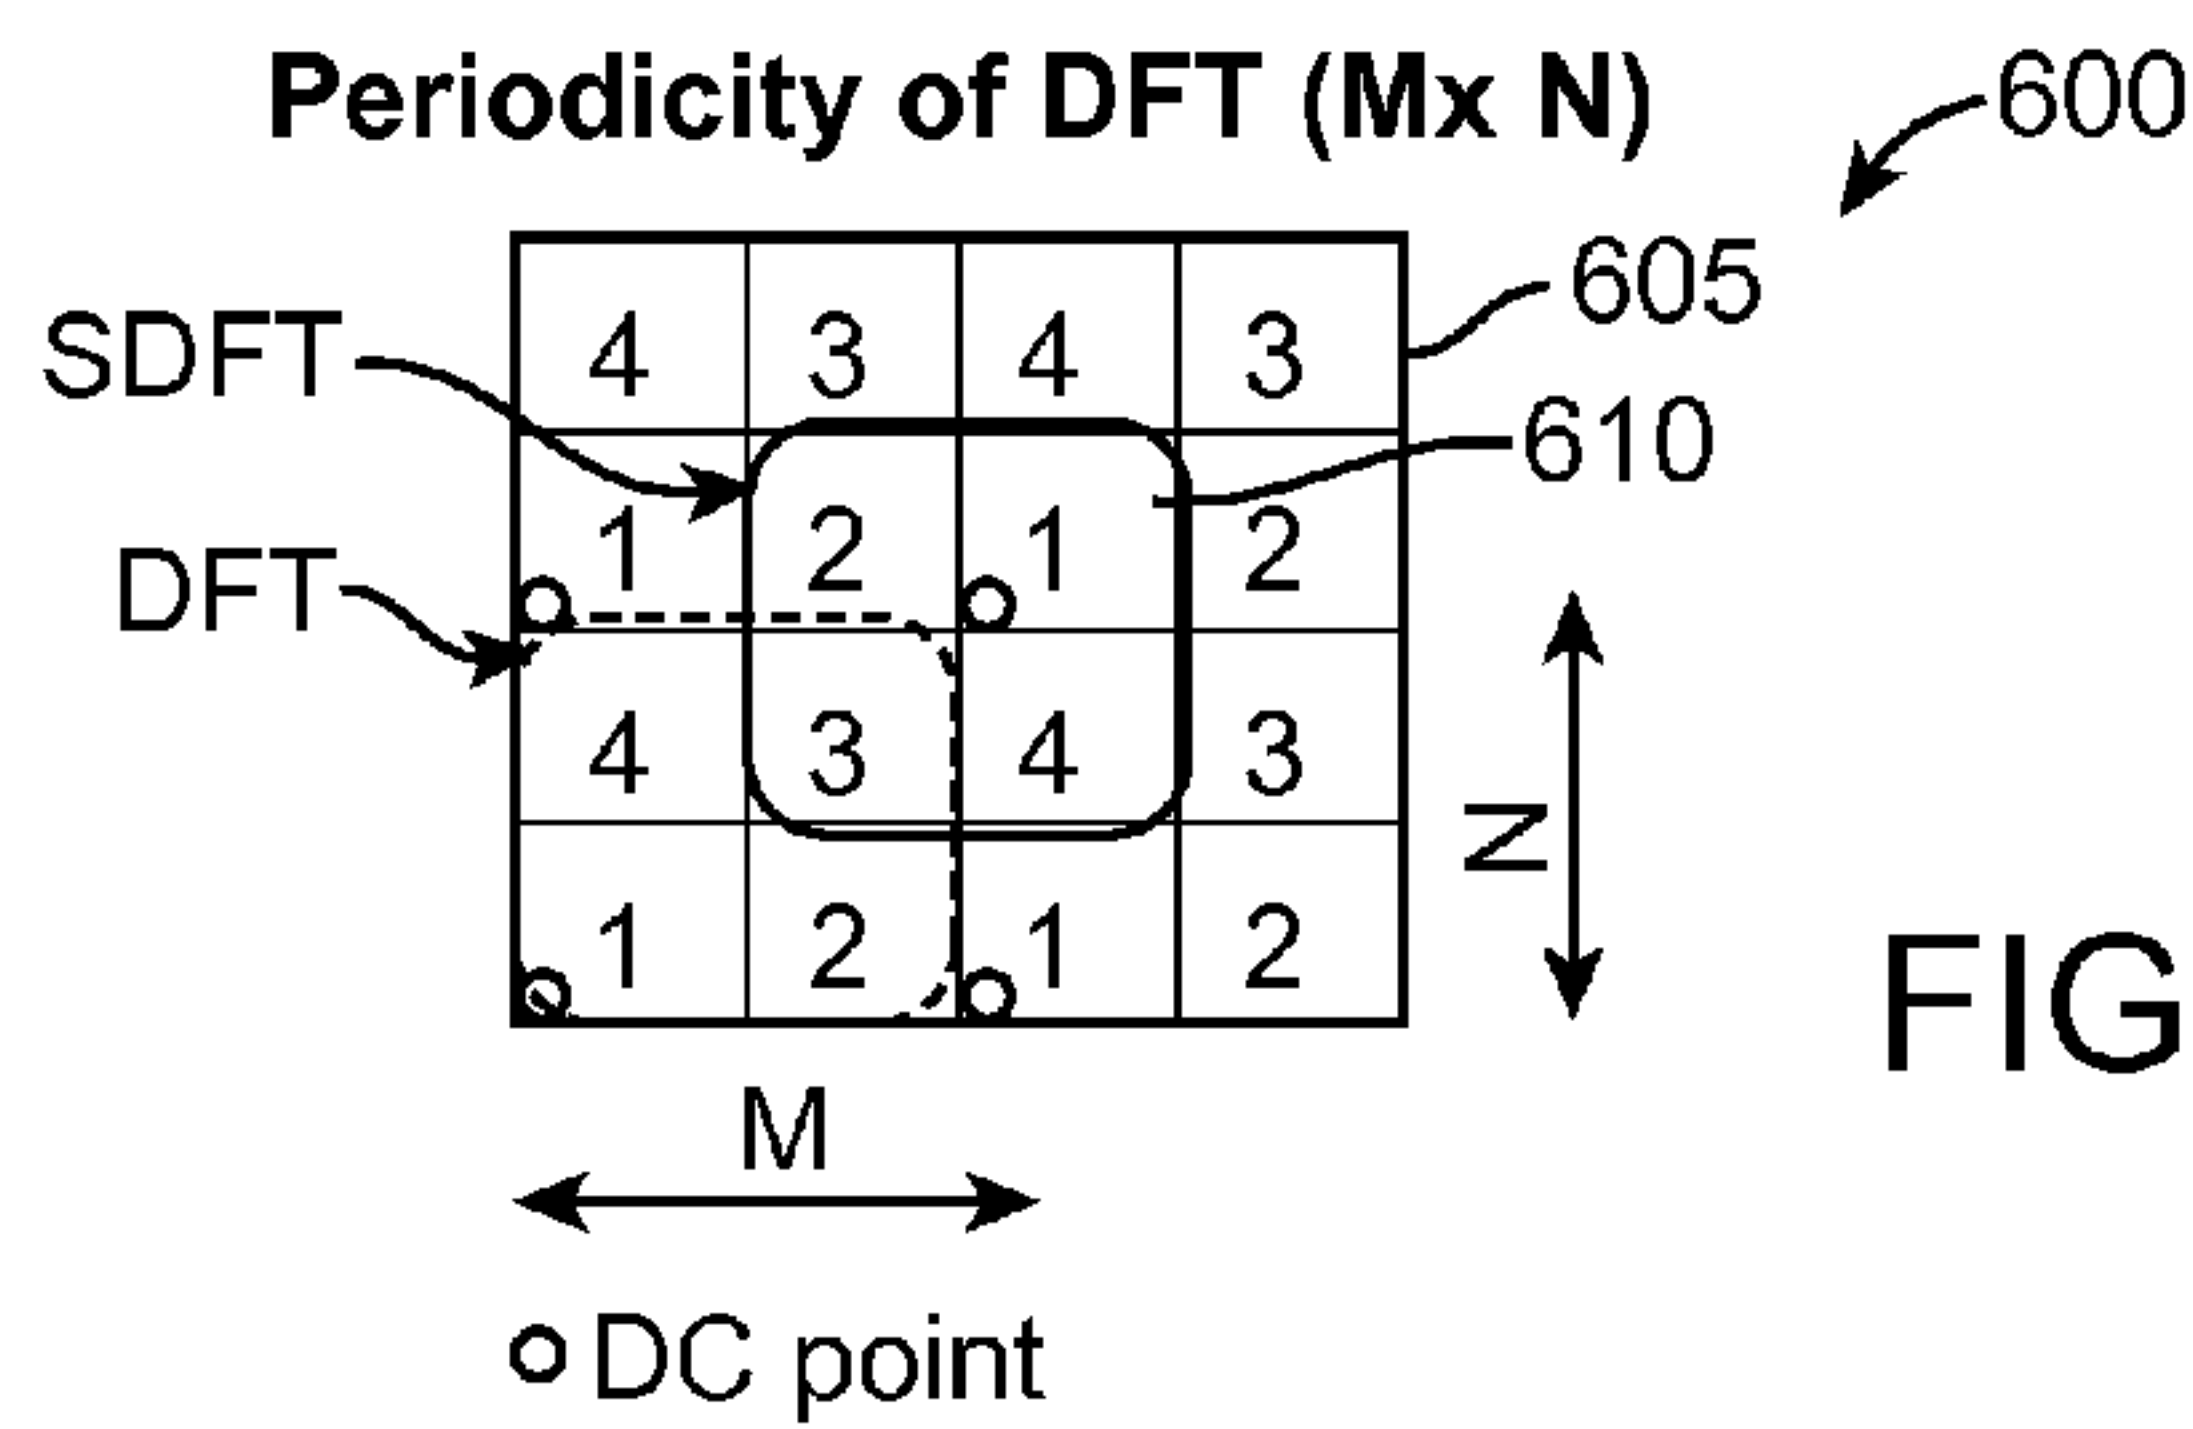 Periodicity of DFT (Mx N)
600
605
610
SDFT
DFT
4 3 4 3
1 2 1 2
4 3 4 3
1 2 1 2
N
M
DC point
FIG